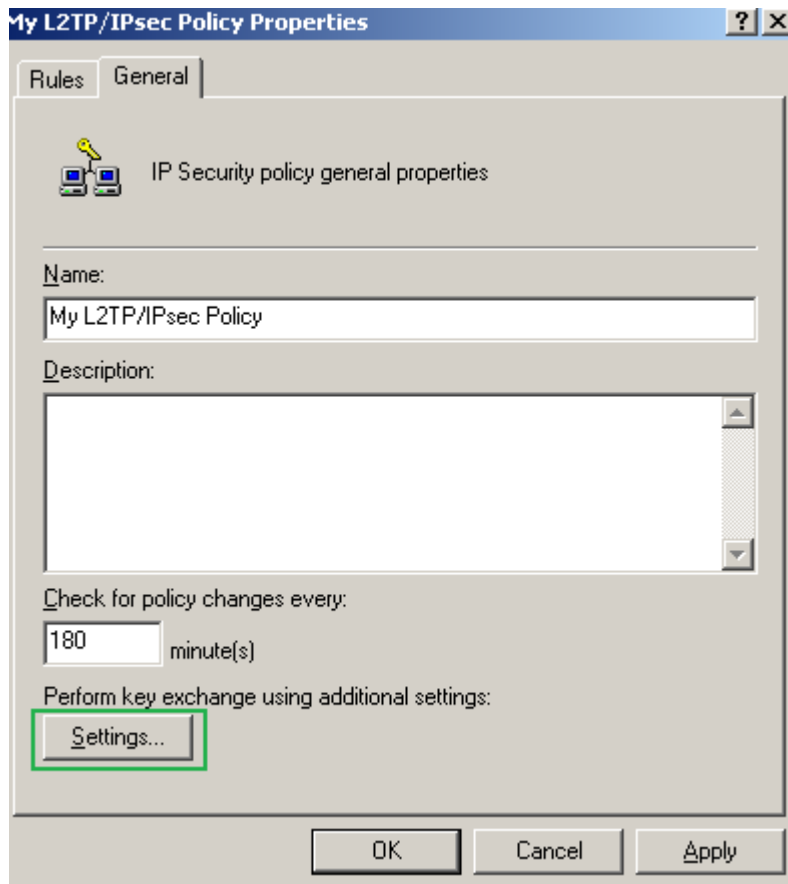 My L2TP/IPsec Policy Properties
Rules
General
IP Security policy general properties
Name:
My L2TP/IPsec Policy
Description:
Check for policy changes every:
180
minute(s)
Perform key exchange using additional settings:
Settings...
OK
Cancel
Apply